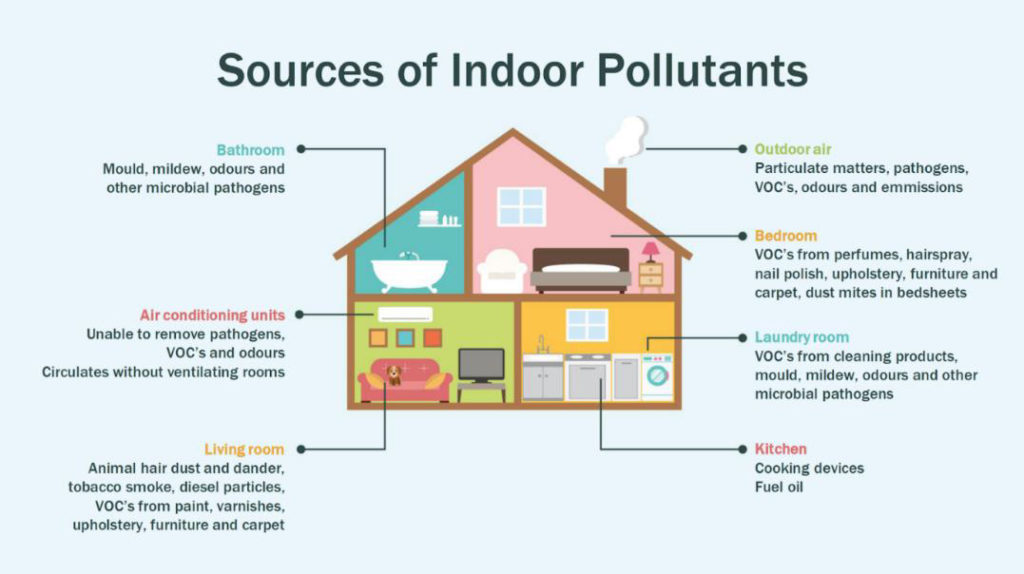 Sources of Indoor Pollutants
Bathroom
Mould, mildew, odours and
other microbial pathogens
Air conditioning units
Unable to remove pathogens,
VOC's and odours
Circulates without ventilating rooms
Living room
Animal hair dust and dander,
tobacco smoke, diesel particles,
VOC's from paint, varnishes,
upholstery, furniture and carpet
Outdoor air
Particulate matters, pathogens,
VOC's, odours and emmissions
Bedroom
VOC's from perfumes, hairspray,
nail polish, upholstery, furniture and
carpet, dust mites in bedsheets
Laundry room
VOC's from cleaning products,
mould, mildew, odours and other
microbial pathogens
Kitchen
Cooking devices
Fuel oil